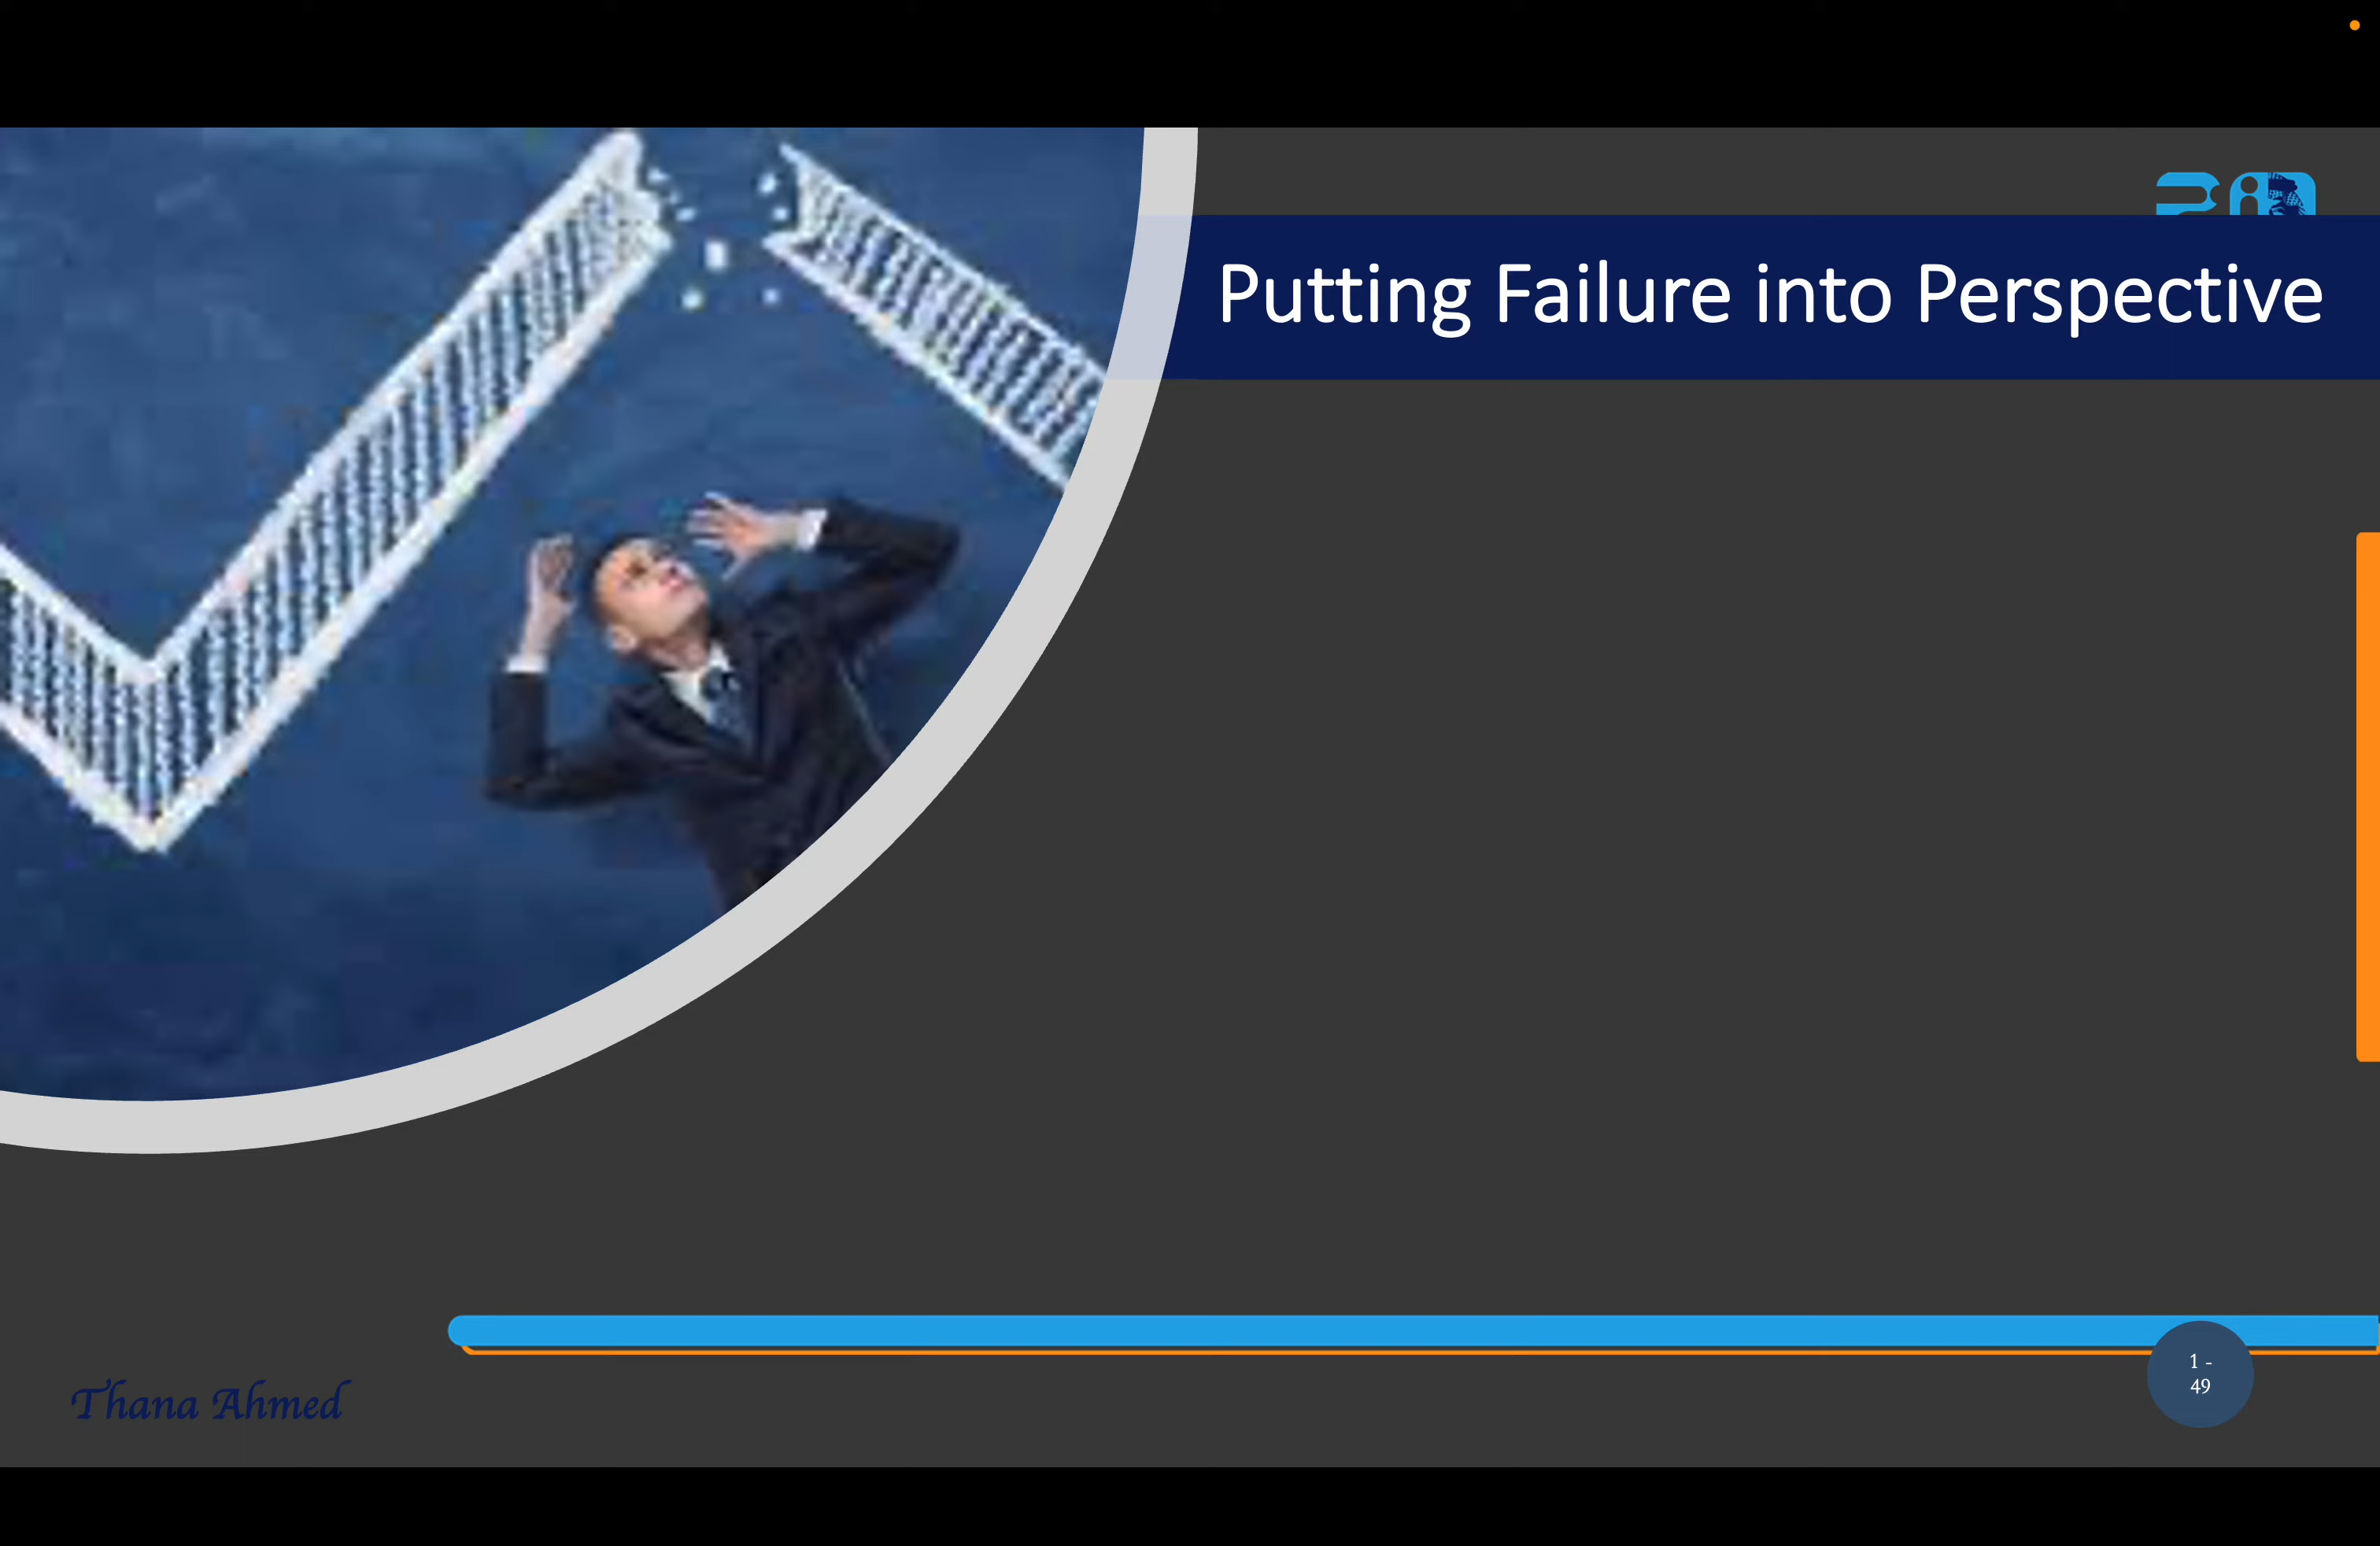 Putting Failure into Perspective
Thana Ahmed
1 -
49